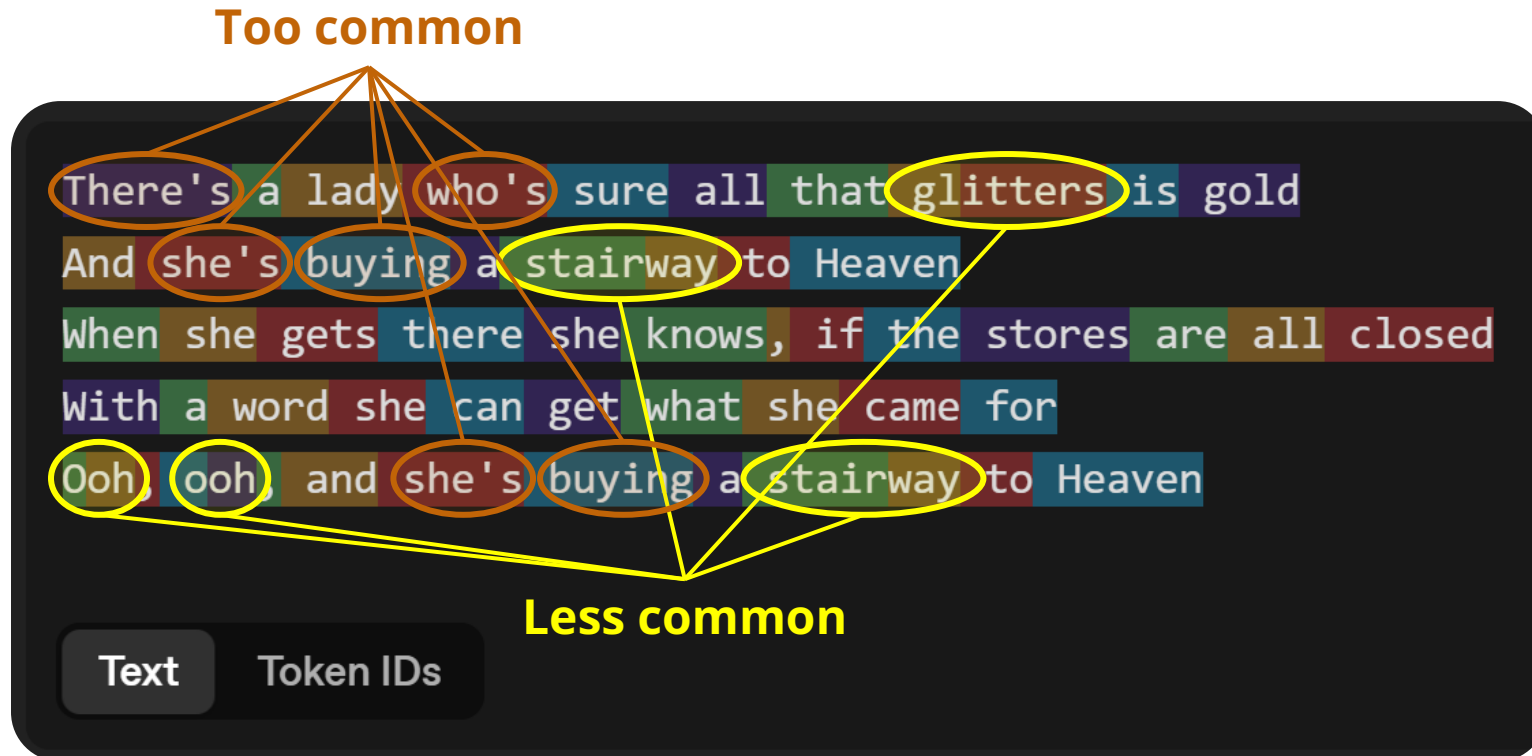 Too common
There's a lady who's sure all that glitters is gold
And she's buying a stairway to Heaven
When she gets there she knows, if the stores are all closed
With a word she can get what she came for
Ooh, ooh, and she's buying a stairway to Heaven
Less common
Text Token IDs